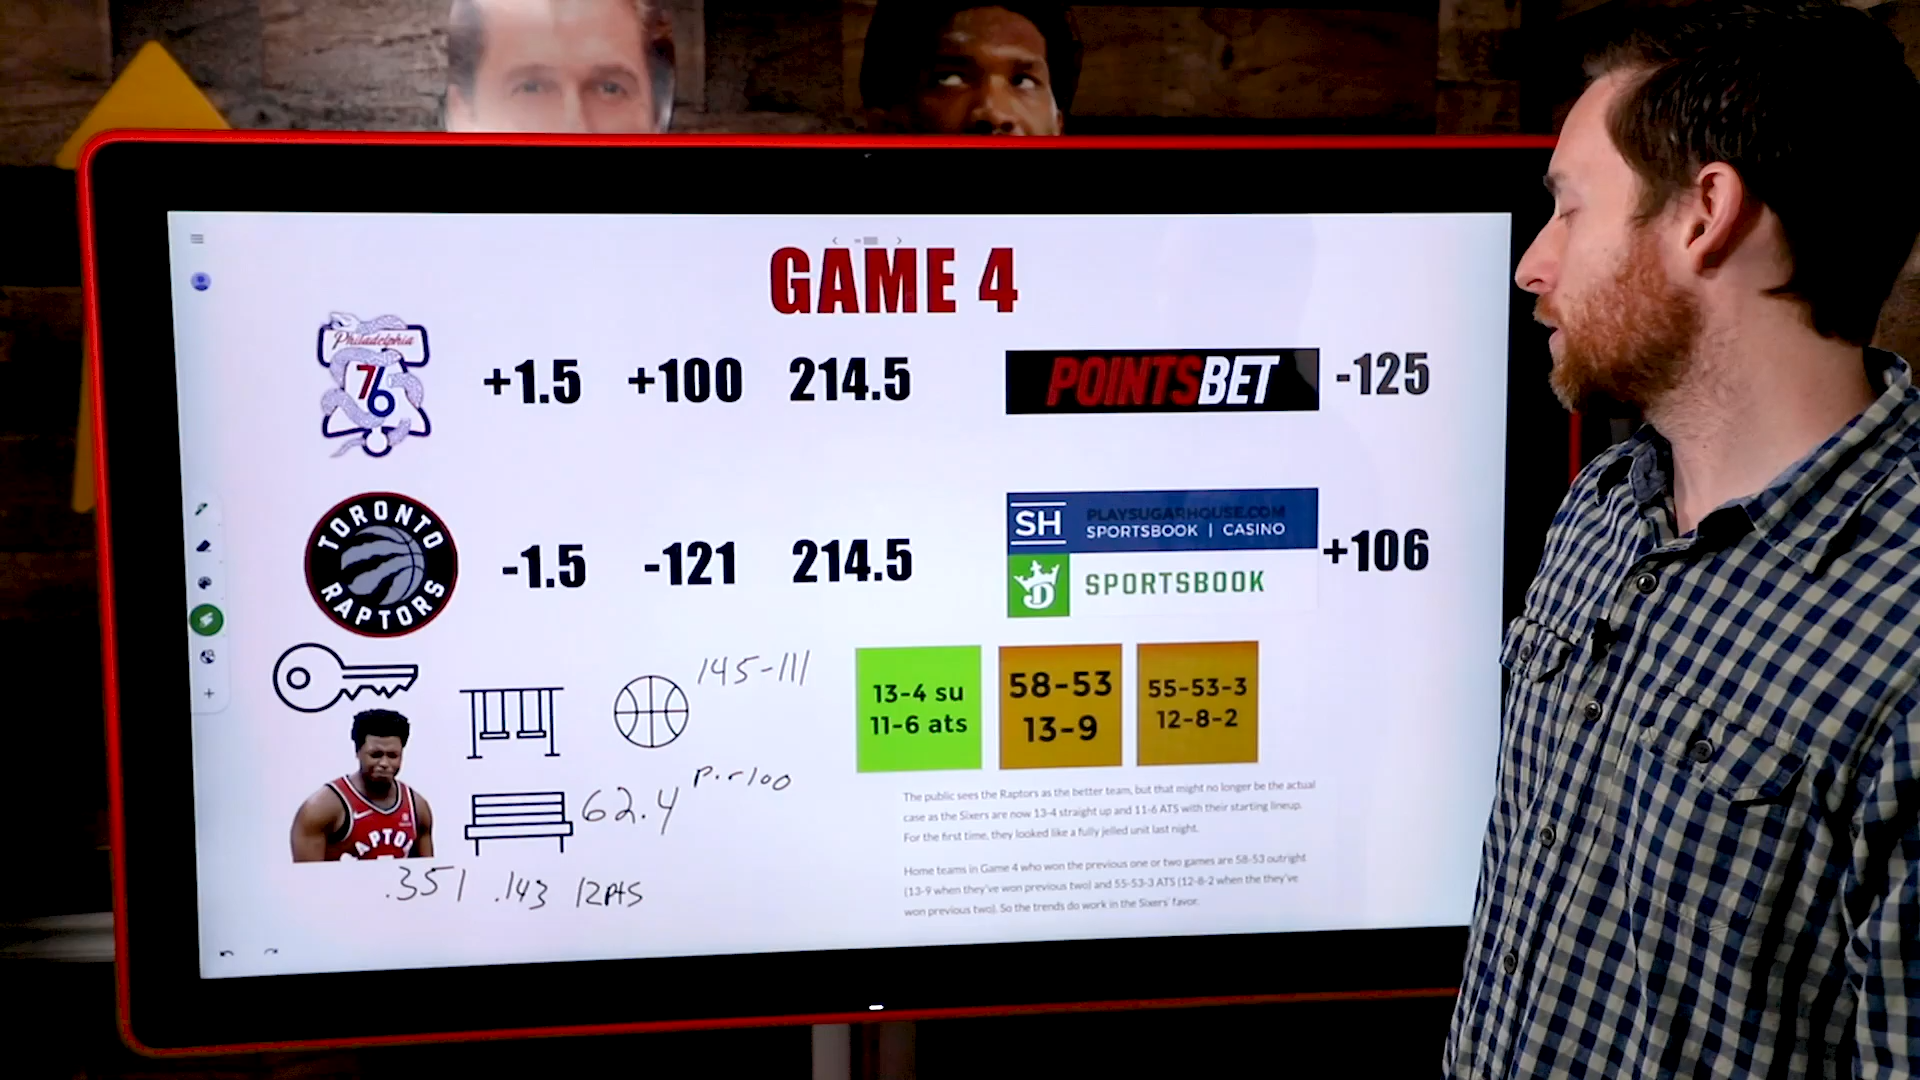 GAME 4
Philadelphia
76
+1.5 +100 214.5
POINTSBET -125
TORONTO
RAPTORS
-1.5 -121 214.5
SH PLAYSUGARHOUSE.COM
SPORTSBOOK | CASINO
SPORTSBOOK
+106
145-111
62.4
.351 .143 12pts
13-4 su
11-6 ats
58-53
13-9
55-53-3
12-8-2
The public sees the Raptors as the better team, but that might no longer be the actual
case as the Sixers are now 13-4 straight up and 11-6 ATS with their starting lineup.
For the first time, they looked like a fully jelled unit last night.
Home teams in Game 4 who won the previous one or two games are 58-53 outright
(13-9 when they've won previous two) and 55-53-3 ATS (12-8-2 when the they've
won previous two). So the trends do work in the Sixers' favor.